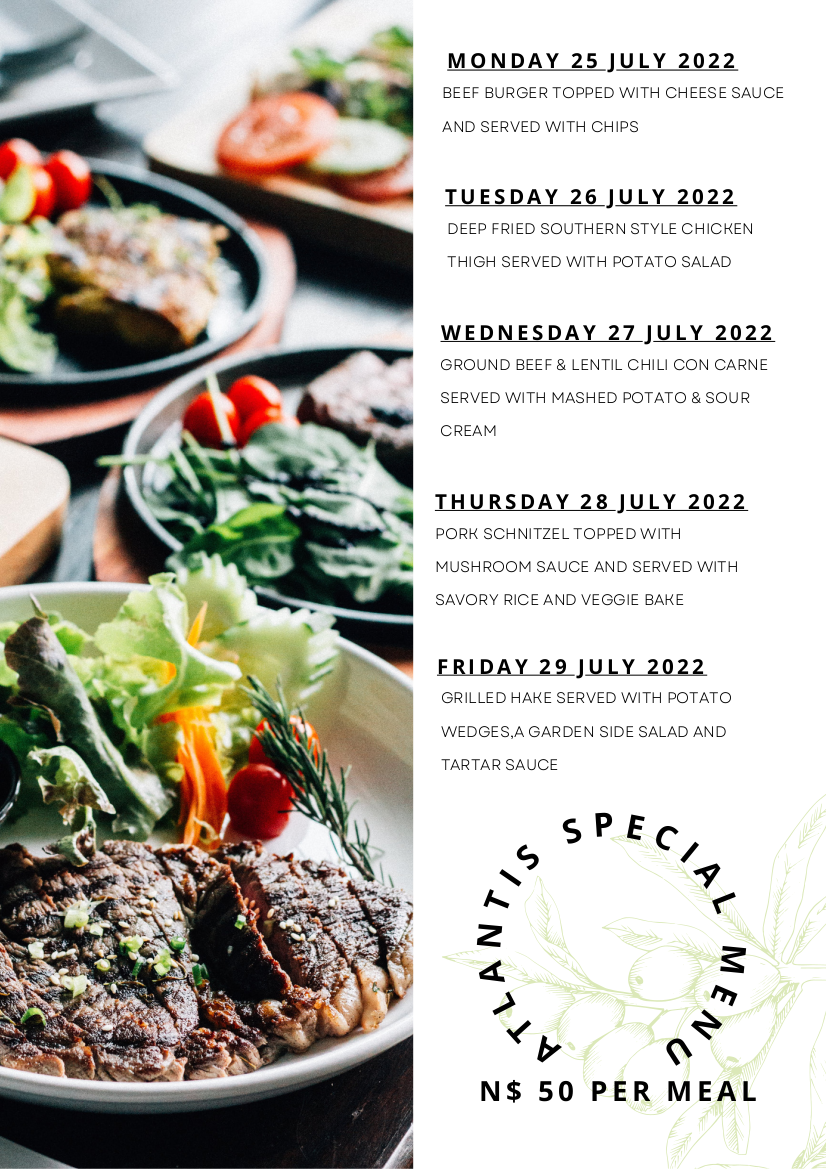 MONDAY 25 JULY 2022
BEEF BURGER TOPPED WITH CHEESE SAUCE
AND SERVED WITH CHIPS
TUESDAY 26 JULY 2022
DEEP FRIED SOUTHERN STYLE CHICKEN
THIGH SERVED WITH POTATO SALAD
WEDNESDAY 27 JULY 2022
GROUND BEEF & LENTIL CHILI CON CARNE
SERVED WITH MASHED POTATO & SOUR
CREAM
THURSDAY 28 JULY 2022
PORK SCHNITZEL TOPPED WITH
MUSHROOM SAUCE AND SERVED WITH
SAVORY RICE AND VEGGIE BAKE
FRIDAY 29 JULY 2022
GRILLED HAKE SERVED WITH POTATO
WEDGES,A GARDEN SIDE SALAD AND
TARTAR SAUCE
ATLANTIS SPECIAL MENU
N$ 50 PER MEAL